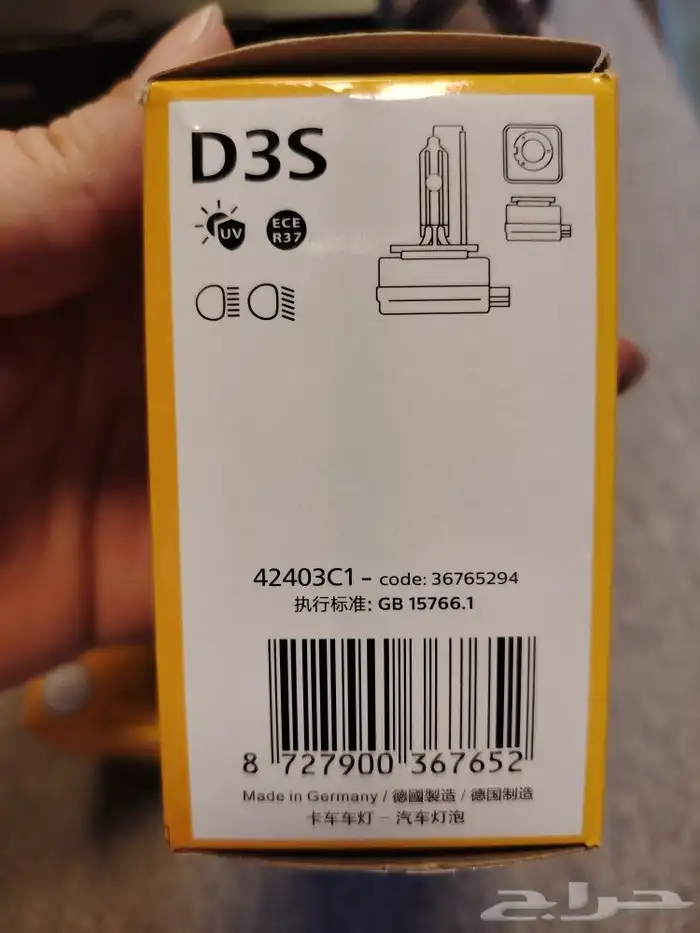 D3S
UV
ECE
R37
42403C1 - code: 36765294
执行标准: GB 15766.1
8 727900 367652
Made in Germany / 德國製造 / 德国制造
卡车车灯 - 汽车灯泡
حراج